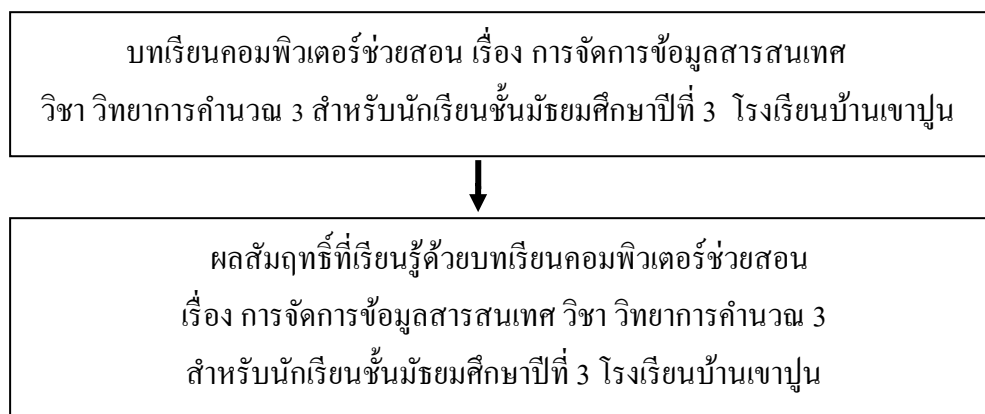 บทเรียนคอมพิวเตอร์ช่วยสอน เรื่อง การจัดการข้อมูลสารสนเทศ
วิชา วิทยาการคำนวณ 3 สำหรับนักเรียนชั้นมัธยมศึกษาปีที่ 3 โรงเรียนบ้านเขาปูน
ผลสัมฤทธิ์ที่เรียนรู้ด้วยบทเรียนคอมพิวเตอร์ช่วยสอน
เรื่อง การจัดการข้อมูลสารสนเทศ วิชา วิทยาการคำนวณ 3
สำหรับนักเรียนชั้นมัธยมศึกษาปีที่ 3 โรงเรียนบ้านเขาปูน